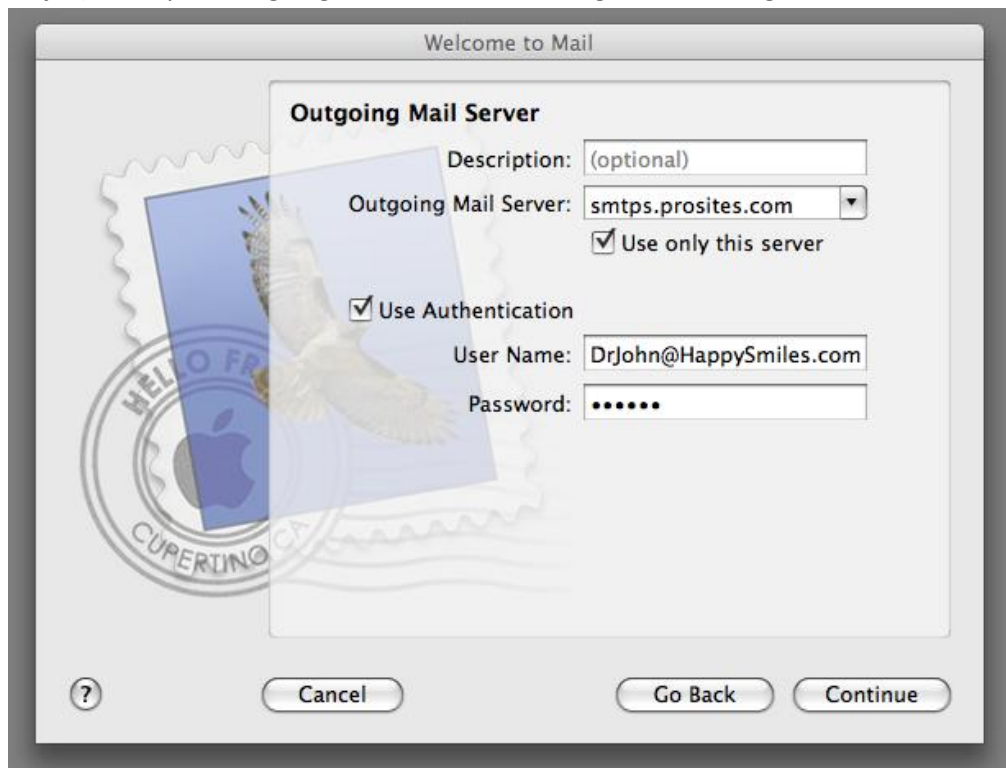 Welcome to Mail
Outgoing Mail Server
Description: (optional)
Outgoing Mail Server: smtps.prosites.com
Use only this server
Use Authentication
User Name: DrJohn@HappySmiles.com
Password: ••••••
HELLO FR
CUPERTINO CA
? Cancel Go Back Continue